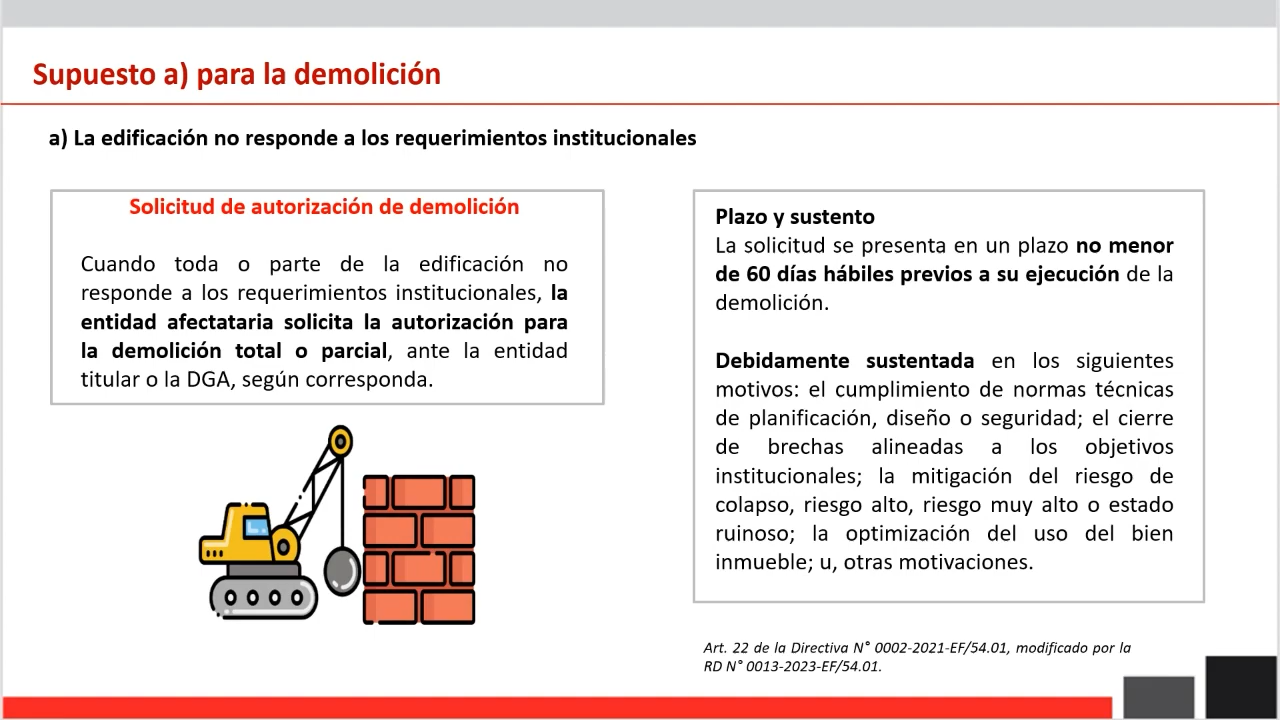 Supuesto a) para la demolición
a) La edificación no responde a los requerimientos institucionales
Solicitud de autorización de demolición
Cuando toda o parte de la edificación no
responde a los requerimientos institucionales, la
entidad afectataria solicita la autorización para
la demolición total o parcial, ante la entidad
titular o la DGA, según corresponda.
Plazo y sustento
La solicitud se presenta en un plazo no menor
de 60 días hábiles previos a su ejecución de la
demolición.
Debidamente sustentada en los siguientes
motivos: el cumplimiento de normas técnicas
de planificación, diseño o seguridad; el cierre
de brechas alineadas a los objetivos
institucionales; la mitigación del riesgo de
colapso, riesgo alto, riesgo muy alto o estado
ruinoso; la optimización del uso del bien
inmueble; u, otras motivaciones.
Art. 22 de la Directiva N° 0002-2021-EF/54.01, modificado por la
RD N° 0013-2023-EF/54.01.